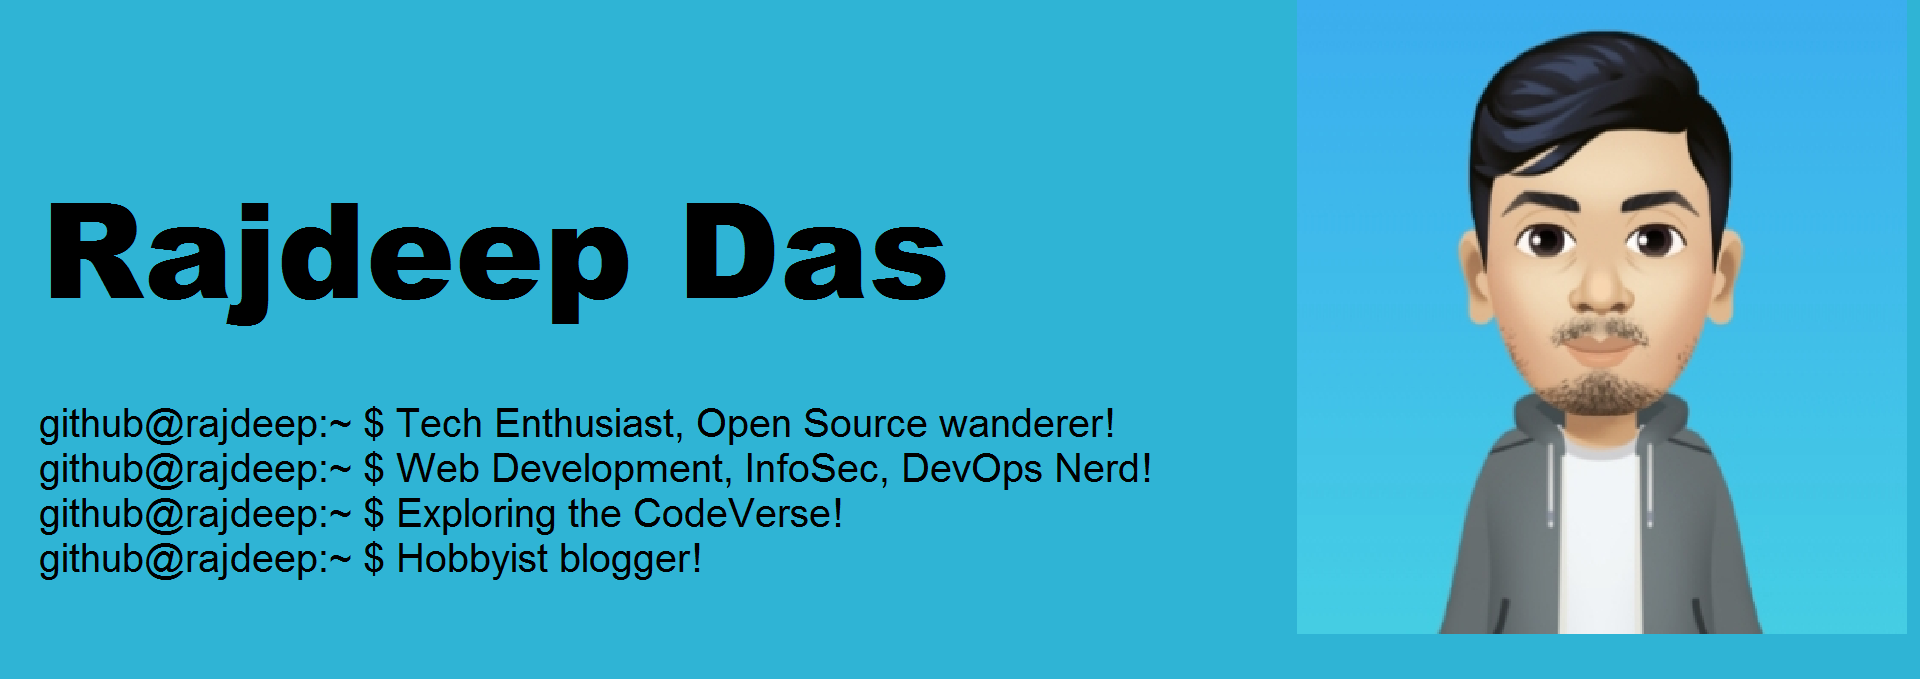 Rajdeep Das
github@rajdeep:~ $ Tech Enthusiast, Open Source wanderer!
github@rajdeep:~ $ Web Development, InfoSec, DevOps Nerd!
github@rajdeep:~ $ Exploring the CodeVerse!
github@rajdeep:~ $ Hobbyist blogger!